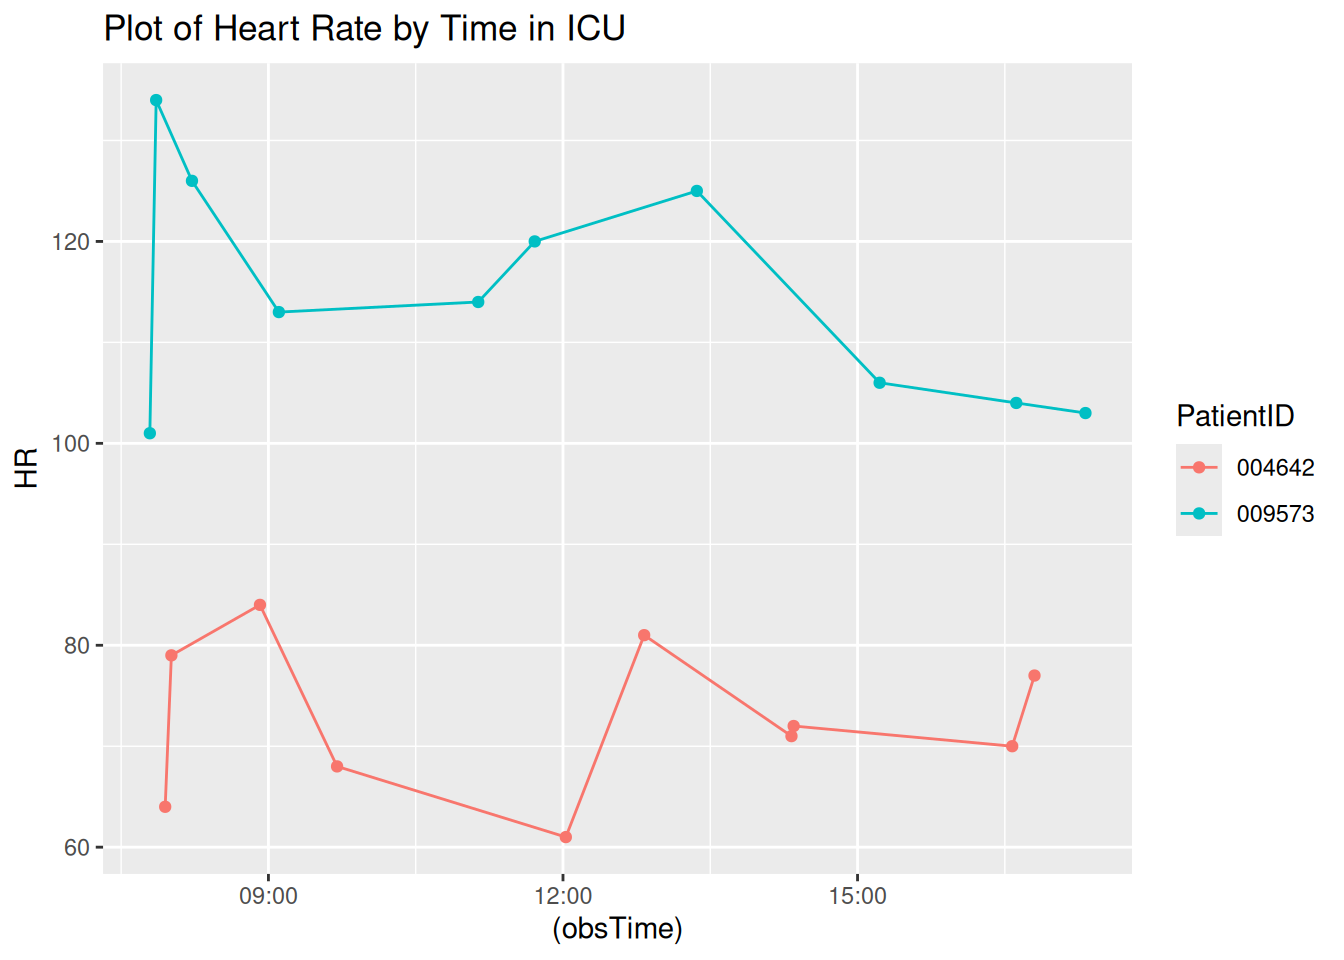 Plot of Heart Rate by Time in ICU
120
100
80
60
HR
09:00
12:00
15:00
(obsTime)
PatientID
004642
009573